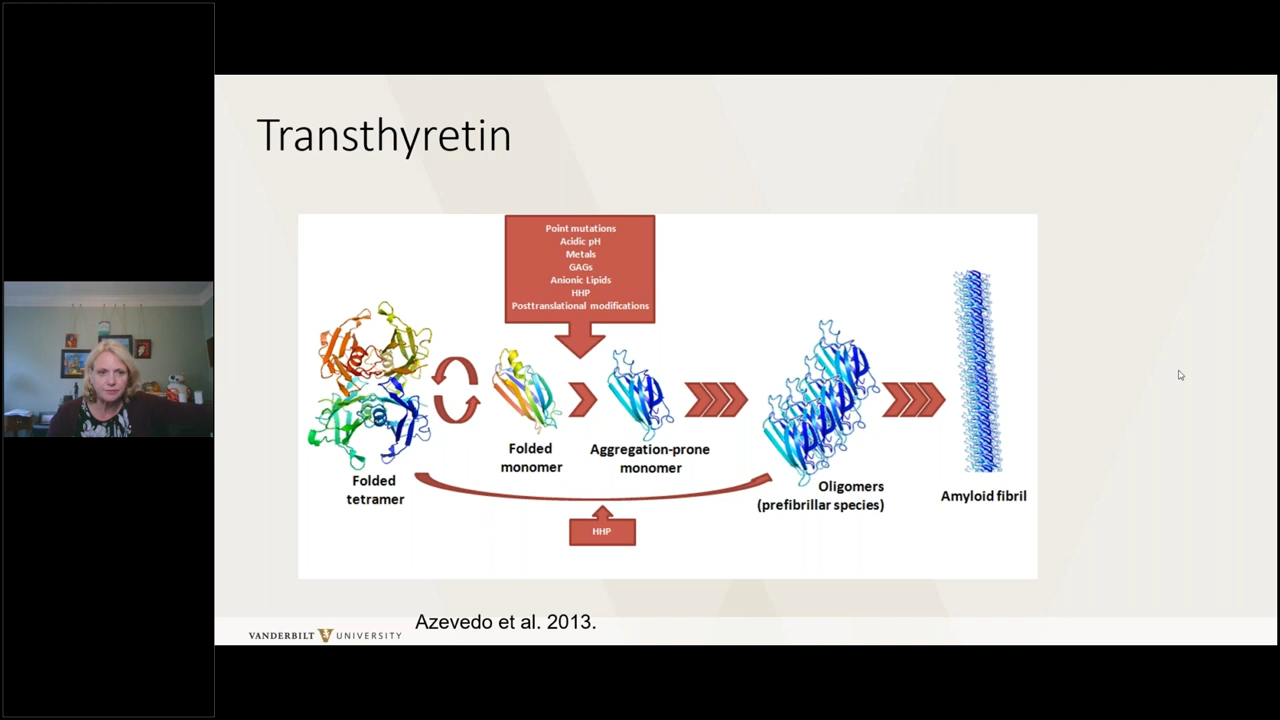 Transthyretin
Point mutations
Acidic pH
Metals
GAGs
Anionic Lipids
HHP
Posttranslational modifications
Folded
tetramer
Folded
monomer
Aggregation-prone
monomer
Oligomers
(prefibrillar species)
Amyloid fibril
HHP
Azevedo et al. 2013.
VANDERBILT V UNIVERSITY